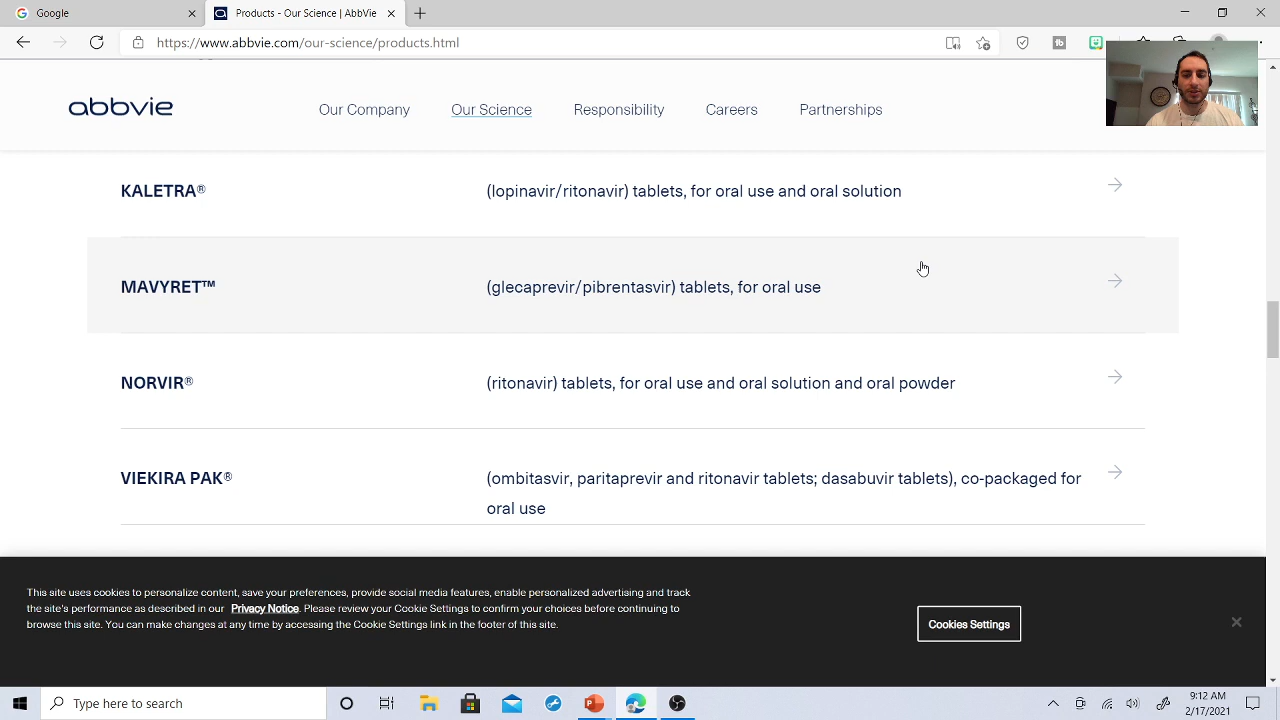 Google
Products - Our Science | AbbVie
https://www.abbvie.com/our-science/products.html
abbvie
Our Company
Our Science
Responsibility
Careers
Partnerships
KALETRA®
(lopinavir/ritonavir) tablets, for oral use and oral solution
MAVYRET™
(glecaprevir/pibrentasvir) tablets, for oral use
NORVIR®
(ritonavir) tablets, for oral use and oral solution and oral powder
VIEKIRA PAK®
(ombitasvir, paritaprevir and ritonavir tablets; dasabuvir tablets), co-packaged for
oral use
This site uses cookies to personalize content, save your preferences, provide social media features, enable personalized advertising and track
the site's performance as described in our Privacy Notice. Please review your Cookie Settings to confirm your choices before continuing to
browse this site. You can make changes at any time by accessing the Cookie Settings link in the footer of this site.
Cookies Settings
Type here to search
9:12 AM
2/17/2021